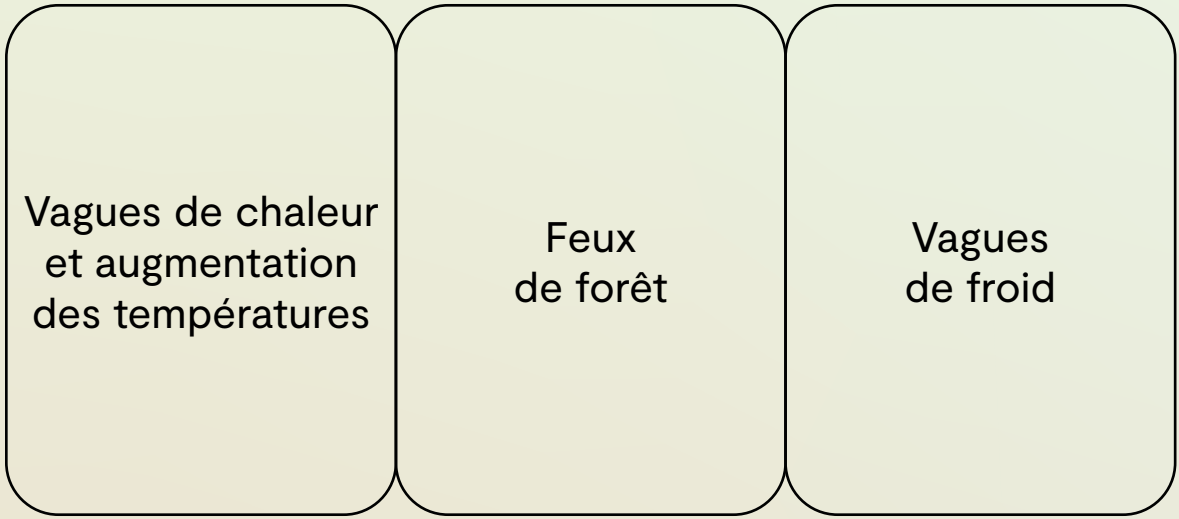 Vagues de chaleur
et augmentation
des températures
Feux
de forêt
Vagues
de froid